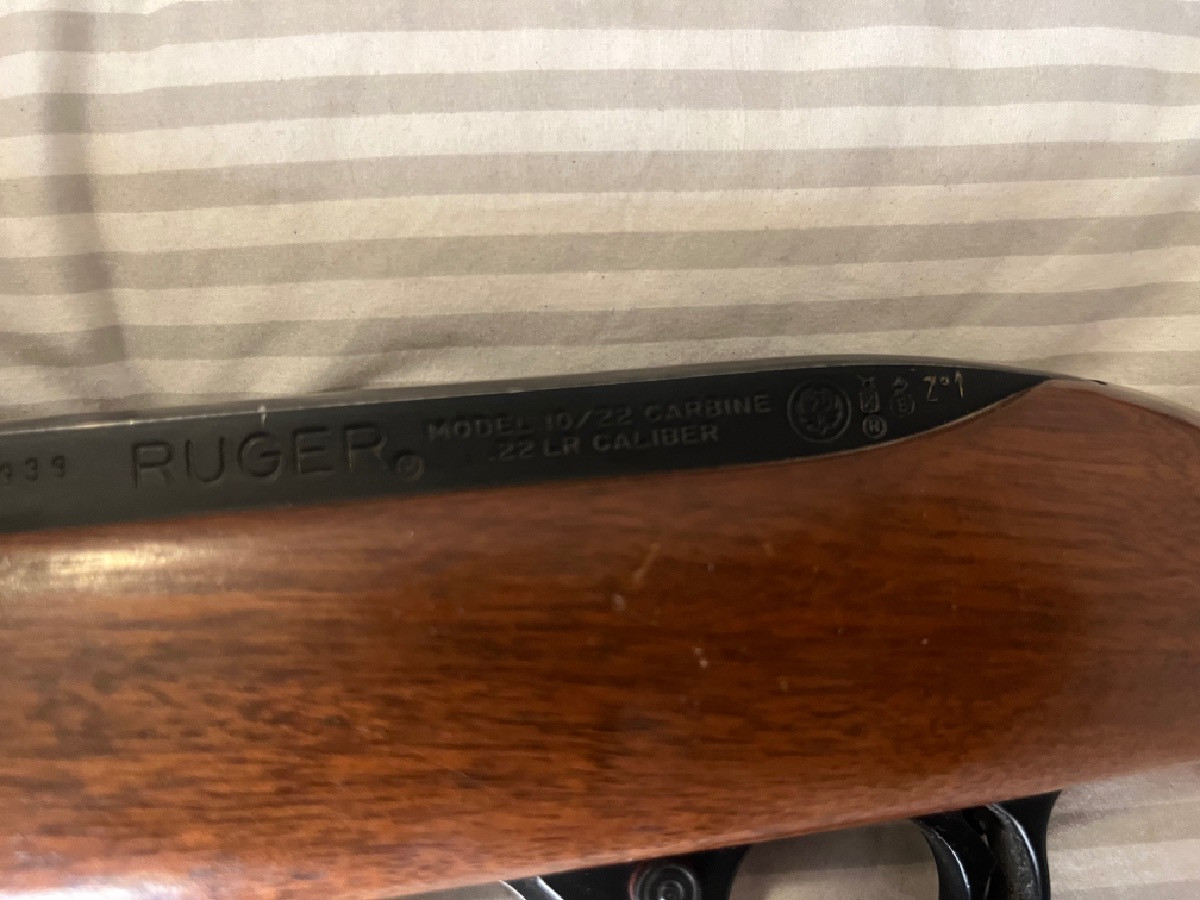 RUGER®
MODEL 10/22 CARBINE
.22 LR CALIBER